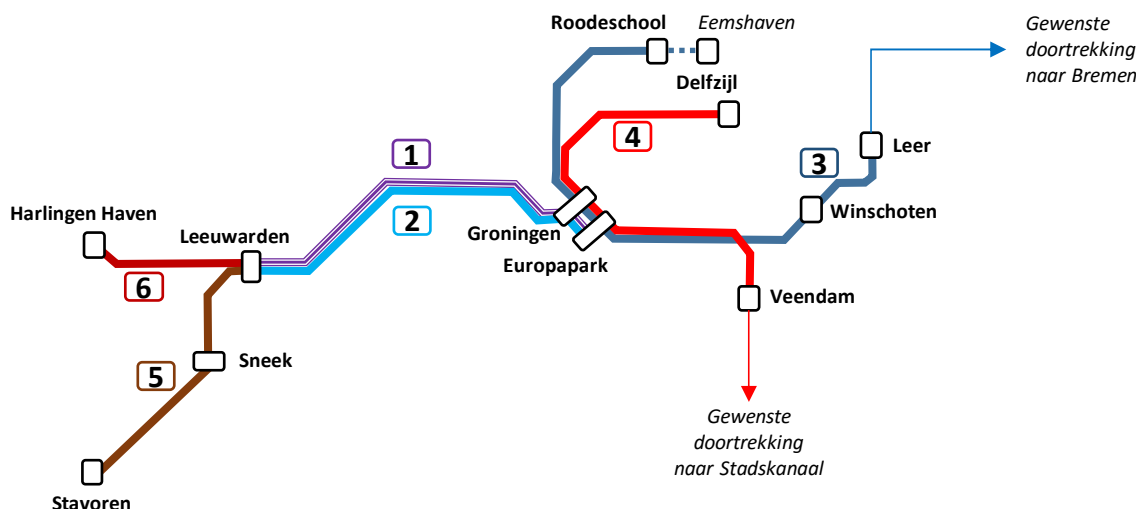 Roodeschool
Eemshaven
Gewenste
doortrekking
naar Bremen
Delfzijl
4
1
3
Leer
2
Harlingen Haven
Leeuwarden
Groningen
Europapark
Winschoten
6
Veendam
Sneek
5
Gewenste
doortrekking
naar Stadskanaal
Stavoren